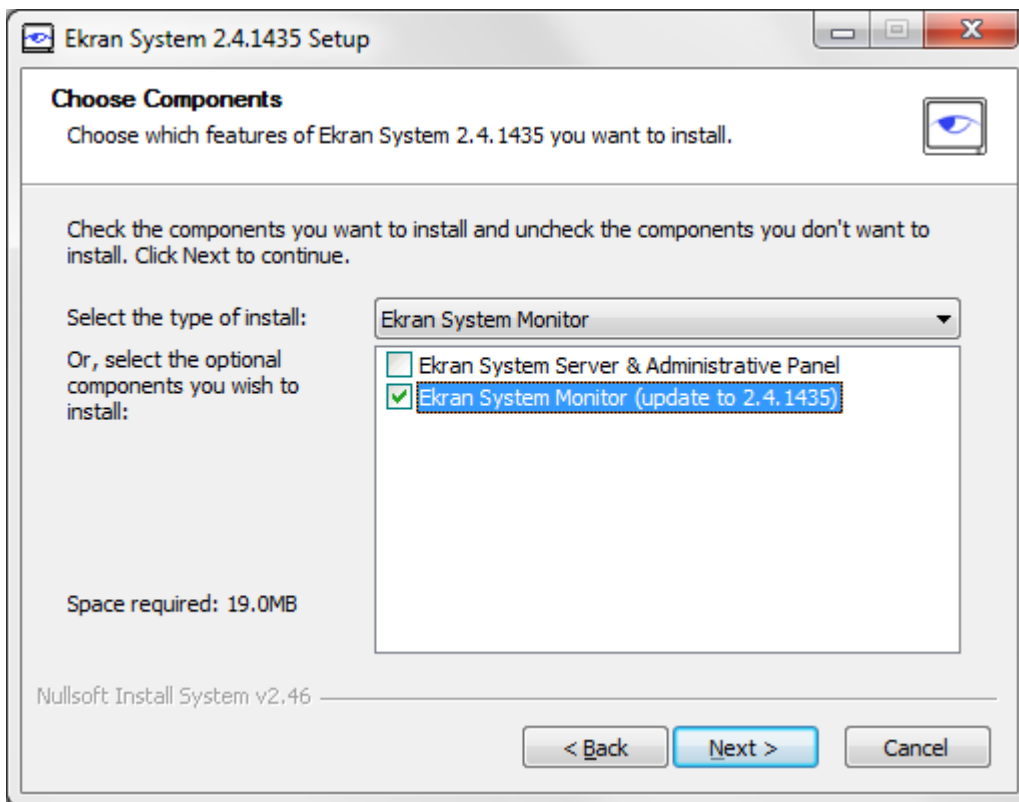 Ekran System 2.4.1435 Setup
Choose Components
Choose which features of Ekran System 2.4.1435 you want to install.
Check the components you want to install and uncheck the components you don't want to
install. Click Next to continue.
Select the type of install:
Ekran System Monitor
Or, select the optional
components you wish to
install:
Ekran System Server & Administrative Panel
Ekran System Monitor (update to 2.4.1435)
Space required: 19.0MB
Nullsoft Install System v2.46
< Back
Next >
Cancel